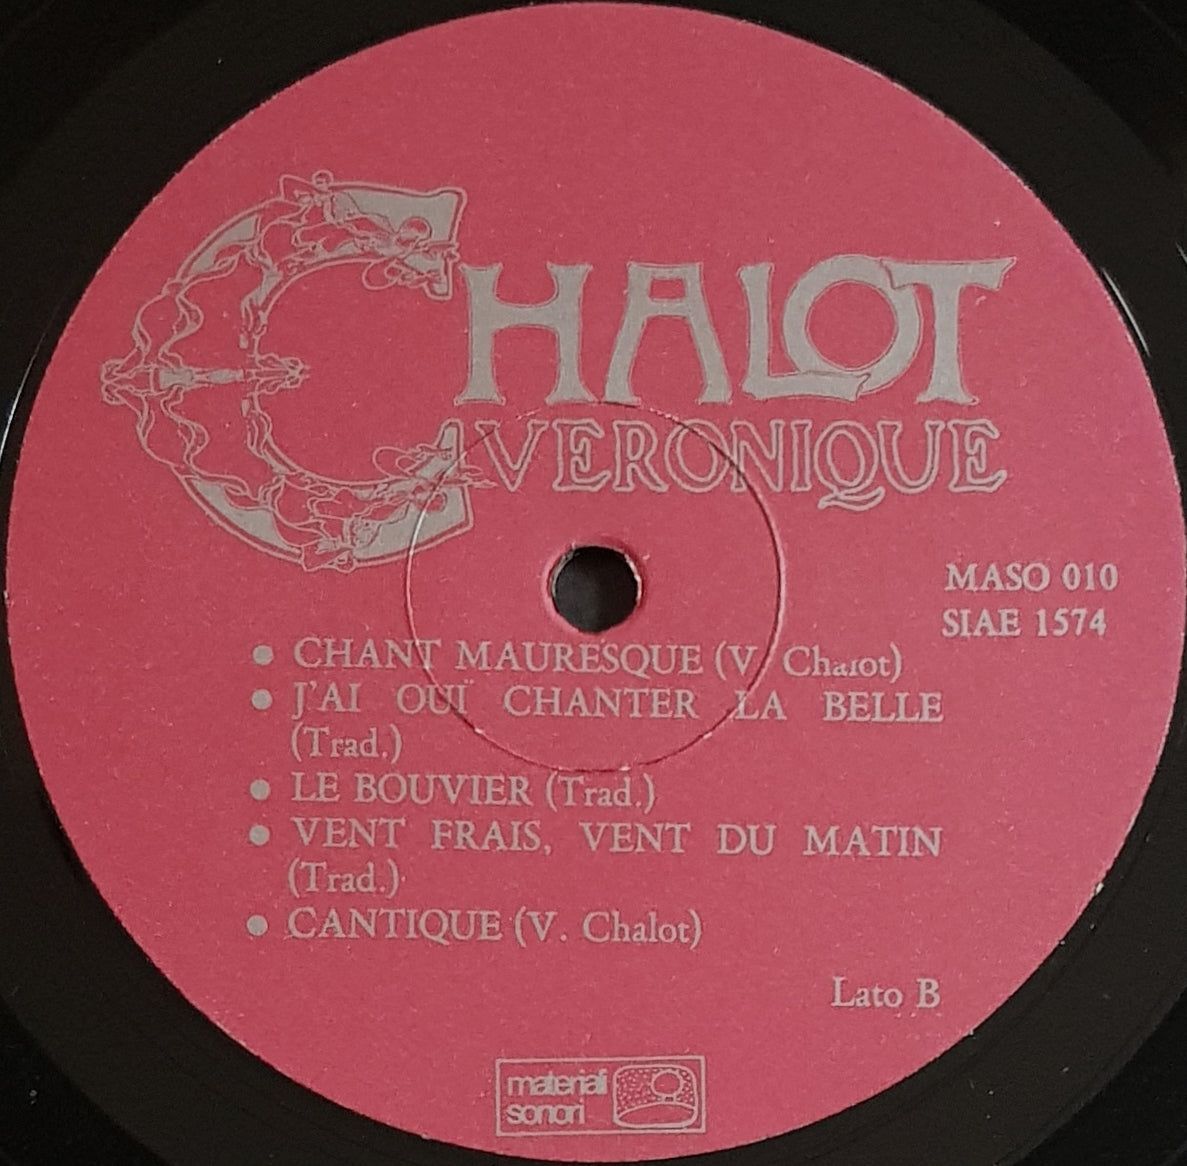 CHALOT
VERONIQUE
MASO 010
SIAE 1574
• CHANT MAURESQUE (V. Chalot)
• J'AI OUÏ CHANTER LA BELLE
(Trad.)
• LE BOUVIER (Trad.)
• VENT FRAIS, VENT DU MATIN
(Trad.)
• CANTIQUE (V. Chalot)
Lato B
materiali
sonori